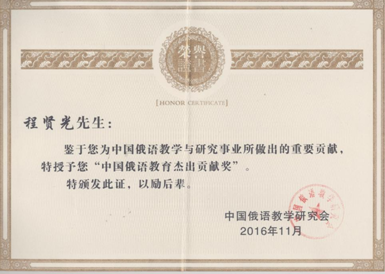 榮譽
[HONOR CERTIFICATE]
程贤光先生：
鉴于您为中国俄语教学与研究事业所做出的重要贡献，
特授于您“中国俄语教育杰出贡献奖”。
特颁发此证，以励后辈。
中国俄语教学研究会
2016年11月